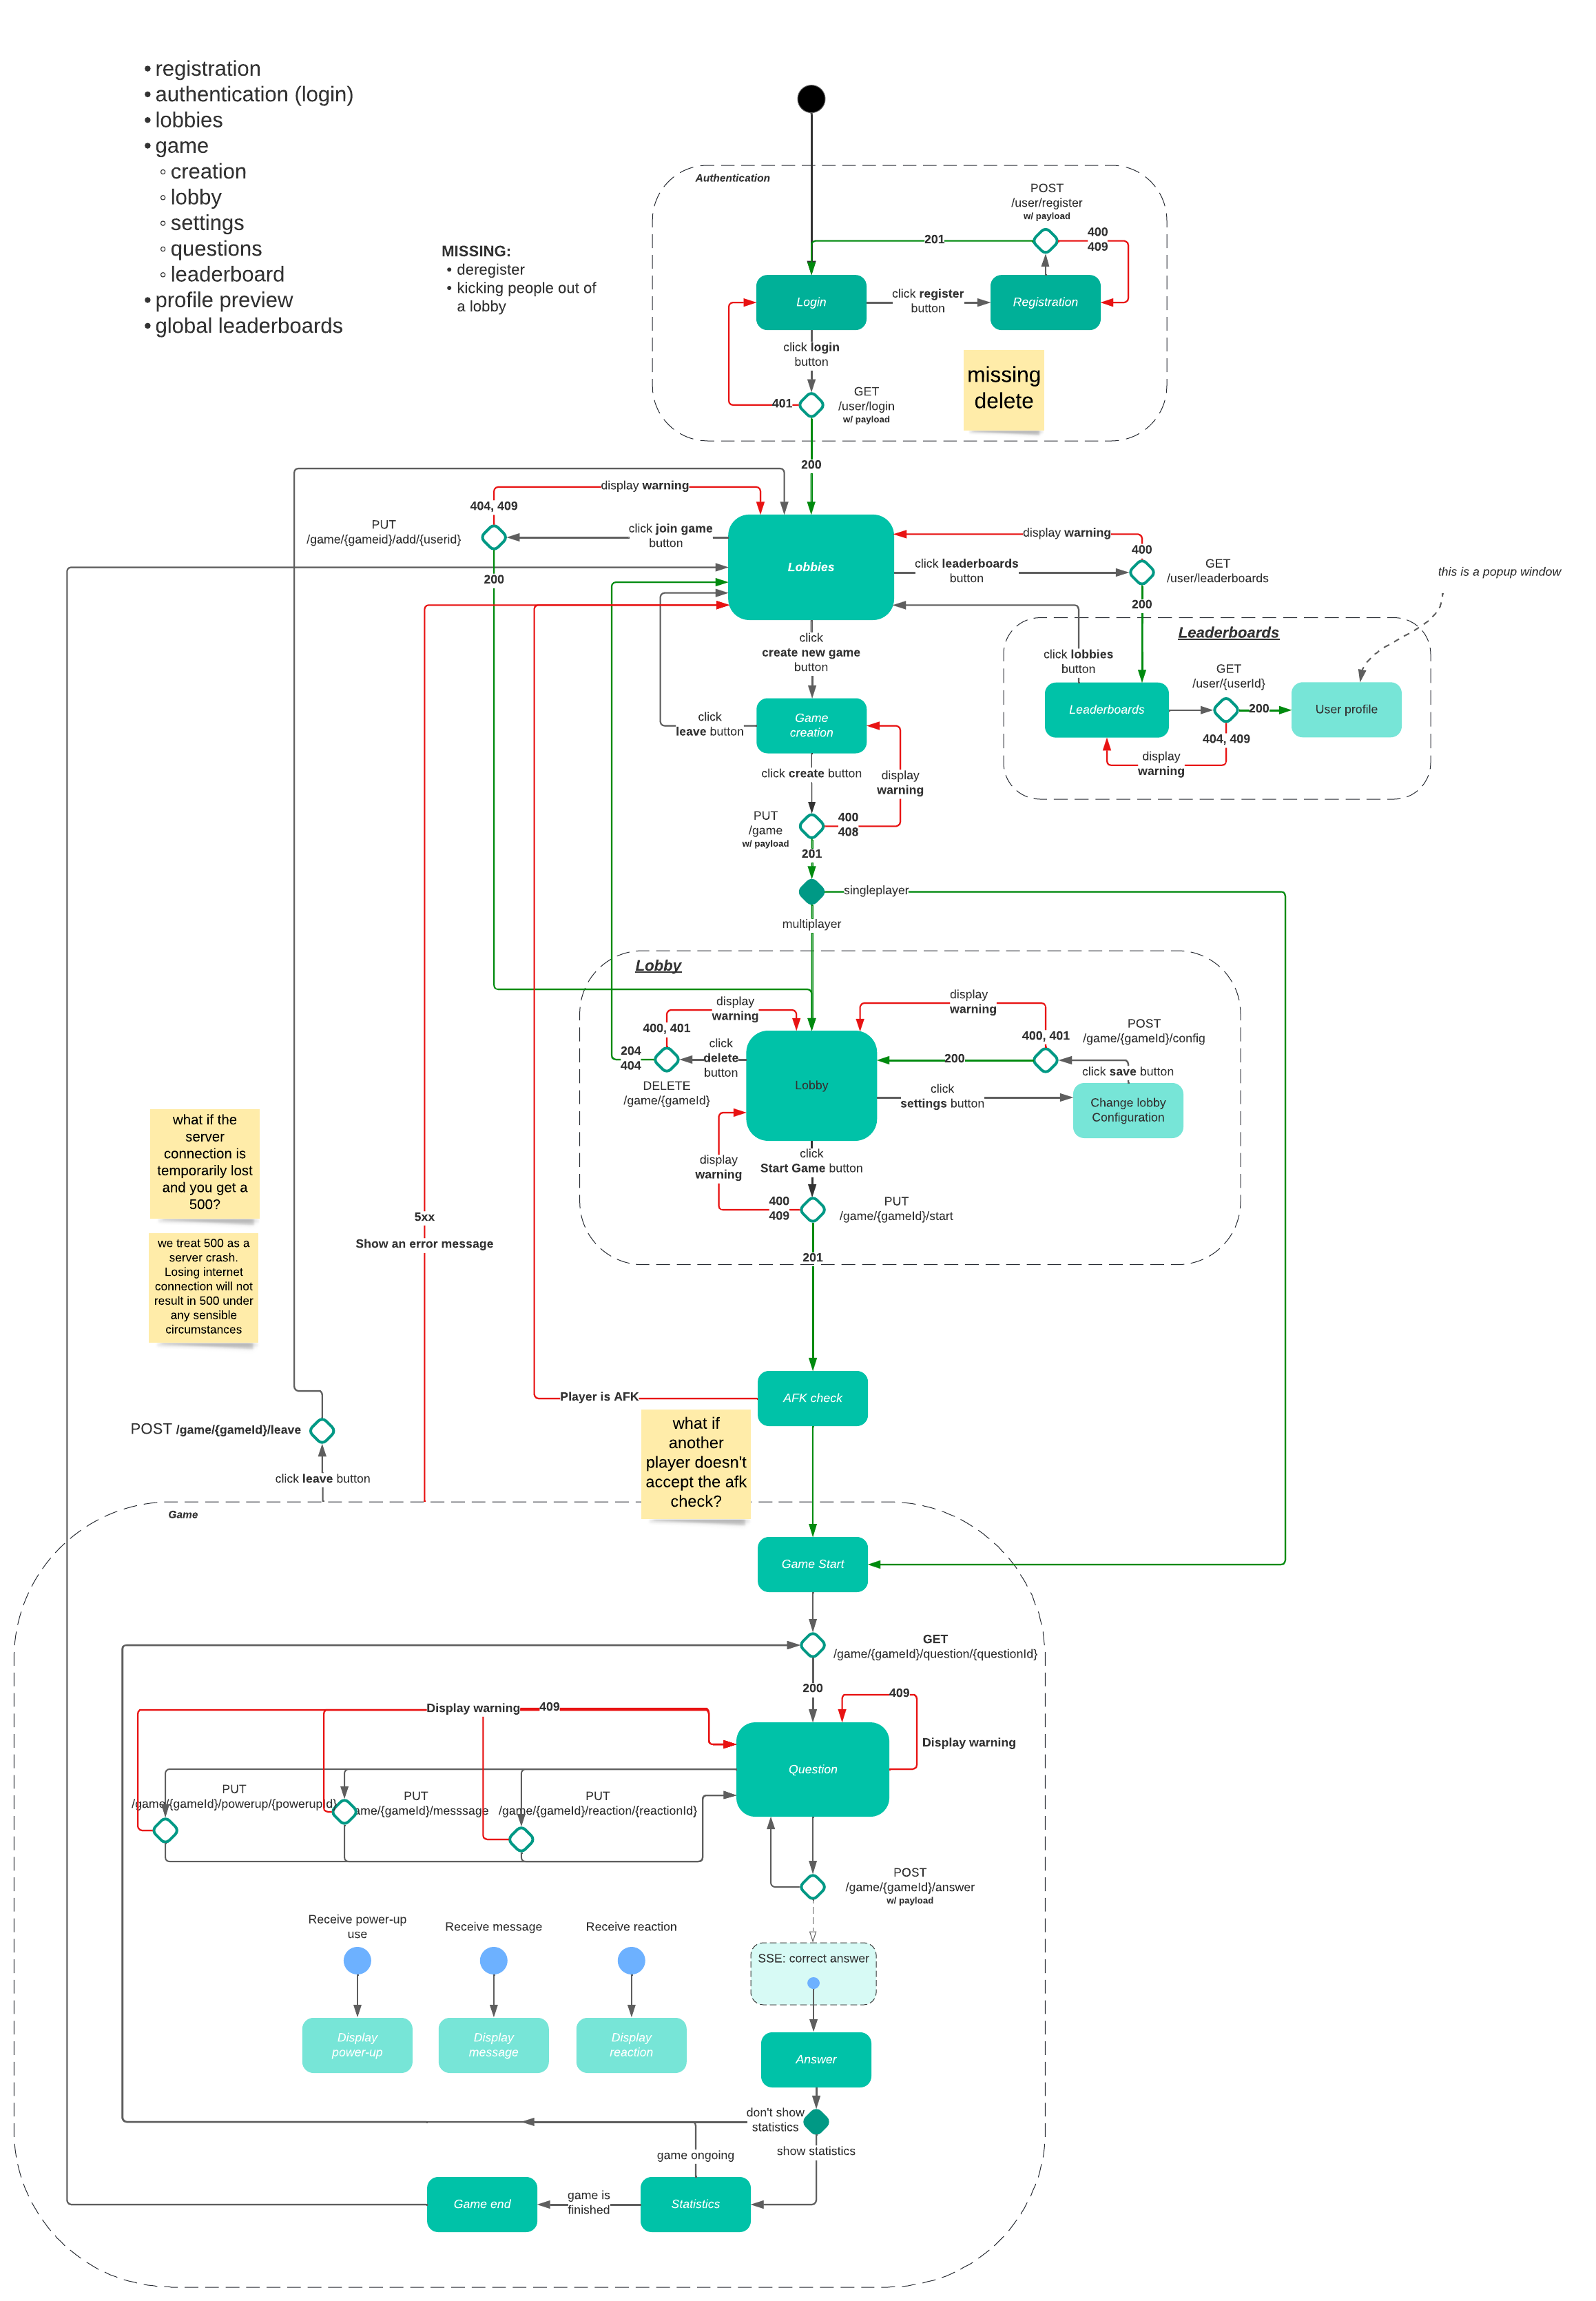 • registration
• authentication (login)
• lobbies
• game
◦ creation
◦ lobby
◦ settings
◦ questions
◦ leaderboard
• profile preview
• global leaderboards
MISSING:
• deregister
• kicking people out of
a lobby
Authentication
POST
/user/register
w/ payload
201
400
409
Login
click register
button
Registration
click login
button
missing
delete
401
GET
/user/login
w/ payload
200
display warning
404, 409
PUT
/game/{gameid}/add/{userid}
click join game
button
200
Lobbies
display warning
400
click leaderboards
button
GET
/user/leaderboards
200
this is a popup window
Leaderboards
click lobbies
button
GET
/user/{userId}
Leaderboards
200
User profile
404, 409
display
warning
click
create new game
button
click
leave button
Game
creation
click create button
display
warning
PUT
/game
w/ payload
400
408
201
singleplayer
multiplayer
Lobby
display
warning
display
warning
400, 401
400, 401
POST
/game/{gameId}/config
204
404
click
delete
button
200
click save button
DELETE
/game/{gameId}
Lobby
click
settings button
Change lobby
Configuration
what if the
server
connection is
temporarily lost
and you get a
500?
display
warning
click
Start Game button
400
409
PUT
/game/{gameId}/start
5xx
Show an error message
we treat 500 as a
server crash.
Losing internet
connection will not
result in 500 under
any sensible
circumstances
201
Player is AFK
AFK check
what if
another
player doesn't
accept the afk
check?
POST /game/{gameId}/leave
click leave button
Game
Game Start
GET
/game/{gameId}/question/{questionId}
200
Display warning
409
409
Display warning
Question
PUT
/game/{gameId}/powerup/{powerupId}
PUT
ame/{gameId}/messsage
PUT
/game/{gameId}/reaction/{reactionId}
POST
/game/{gameId}/answer
w/ payload
Receive power-up
use
Receive message
Receive reaction
SSE: correct answer
Display
power-up
Display
message
Display
reaction
Answer
don't show
statistics
show statistics
game ongoing
Game end
game is
finished
Statistics